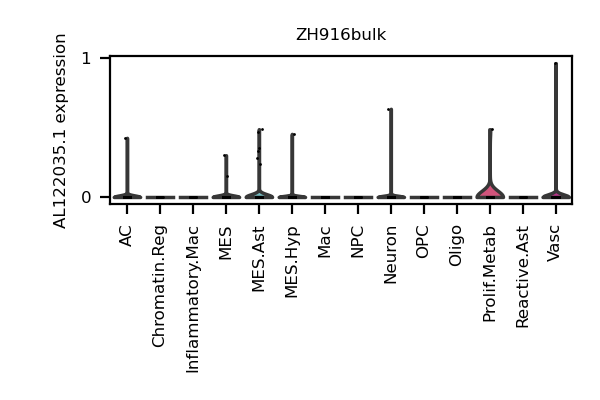 ZH916bulk
AL122035.1 expression
1
0
AC
Chromatin.Reg
Inflammatory.Mac
MES
MES.Ast
MES.Hyp
Mac
NPC
Neuron
OPC
Oligo
Prolif.Metab
Reactive.Ast
Vasc